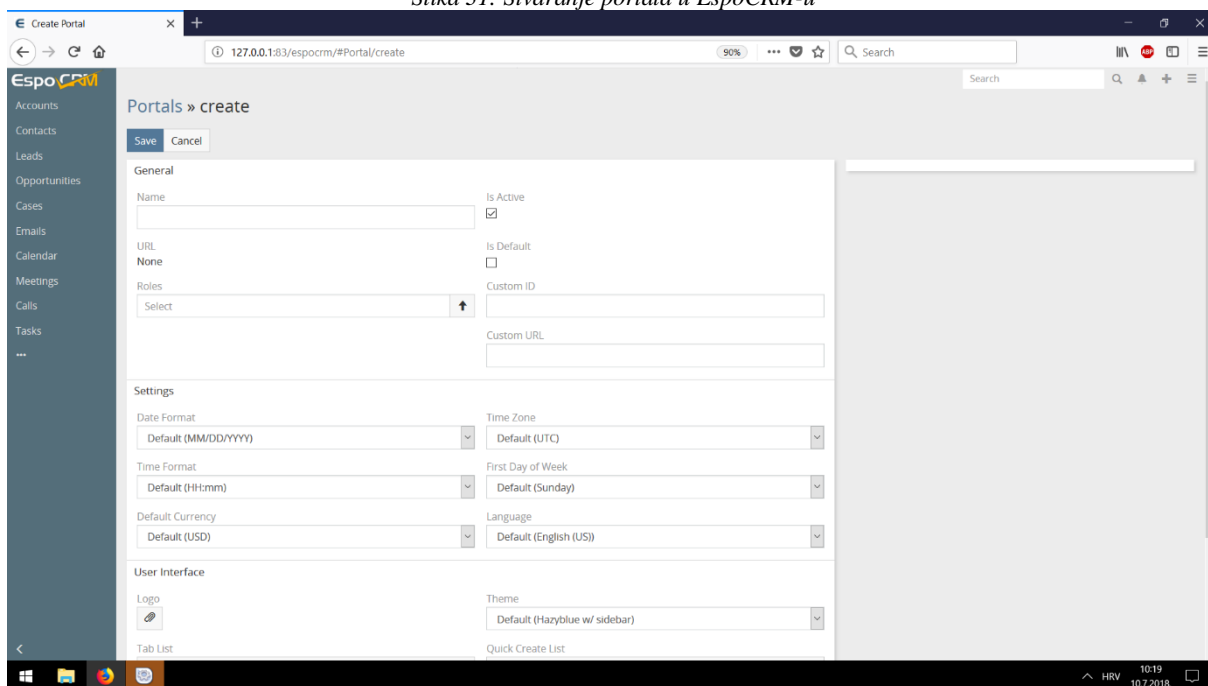 Slika 31: Stvaranje portala u EspoCRM-u
Create Portal
127.0.0.1:83/espocrm/#Portal/create
90%
Search
ABP
EspoCRM
Search
Accounts
Contacts
Leads
Opportunities
Cases
Emails
Calendar
Meetings
Calls
Tasks
Portals » create
Save Cancel
General
Name Is Active
URL Is Default
None
Roles Custom ID
Select
Custom URL
Settings
Date Format Time Zone
Default (MM/DD/YYYY) Default (UTC)
Time Format First Day of Week
Default (HH:mm) Default (Sunday)
Default Currency Language
Default (USD) Default (English (US))
User Interface
Logo Theme
Default (Hazyblue w/ sidebar)
Tab List Quick Create List
HRV
10:19
10.7.2018.